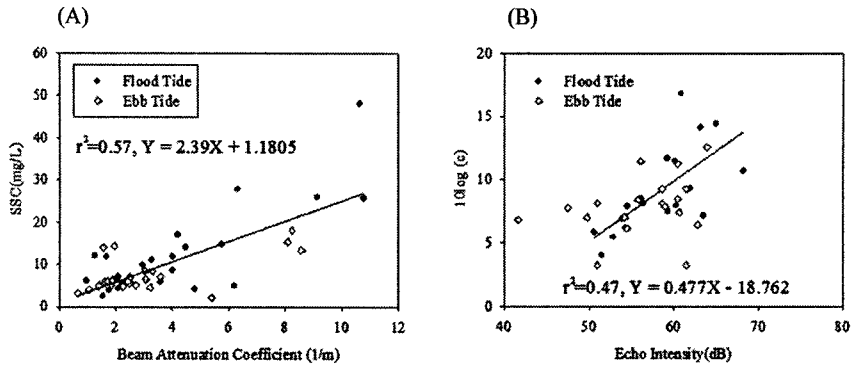 (A)
60
50
40
30
20
10
0
SSC(mg/L)
Flood Tide
Ebb Tide
r²=0.57, Y = 2.39X + 1.1805
0 2 4 6 8 10 12
Beam Attenuation Coefficient (1/m)
(B)
20
15
10
5
0
10log (c)
Flood Tide
Ebb Tide
r²=0.47, Y = 0.477X - 18.762
40 50 60 70 80
Echo Intensity(dB)